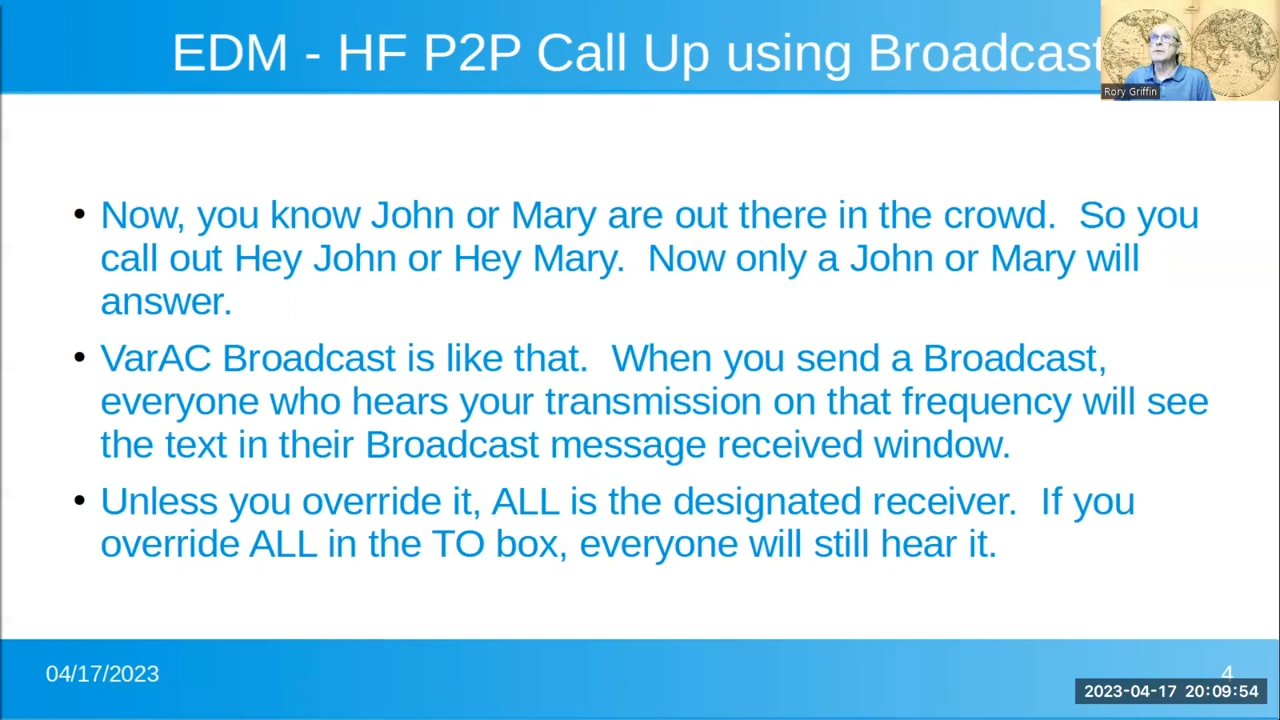 EDM - HF P2P Call Up using Broadcast
Rory Griffin
• Now, you know John or Mary are out there in the crowd.  So you
call out Hey John or Hey Mary.  Now only a John or Mary will
answer.
• VarAC Broadcast is like that.  When you send a Broadcast,
everyone who hears your transmission on that frequency will see
the text in their Broadcast message received window.
• Unless you override it, ALL is the designated receiver.  If you
override ALL in the TO box, everyone will still hear it.
04/17/2023
4
2023-04-17  20:09:54